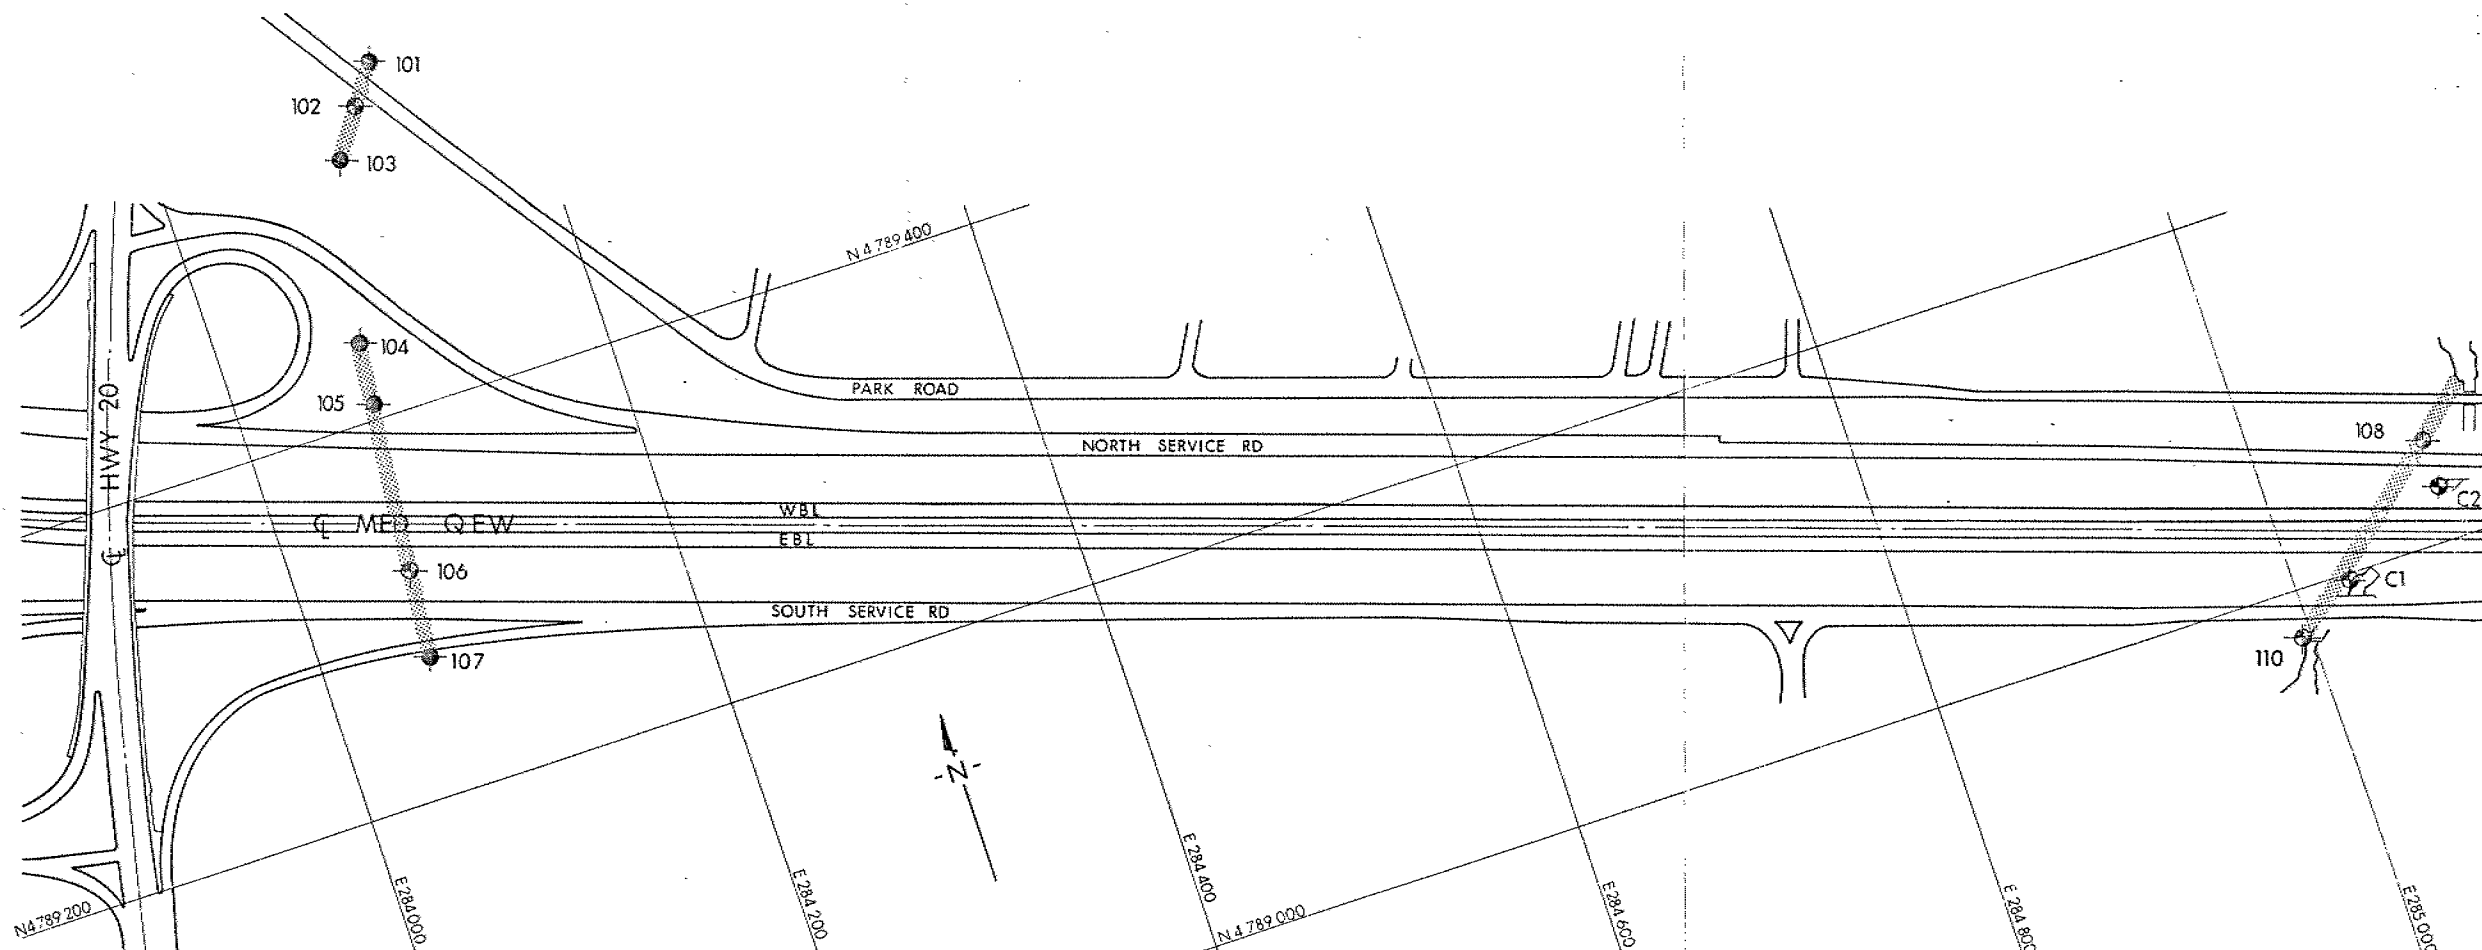 101
102
103
N 4 789 400
104
105
PARK ROAD
HWY 20
NORTH SERVICE RD
108
C2
WBL
℄ MED QEW
EBL
℄
106
C1
SOUTH SERVICE RD
107
110
-N-
E 284 000
E 284 200
E 284 400
E 284 600
E 284 800
E 285 000
N 4 789 200
N 4 789 000